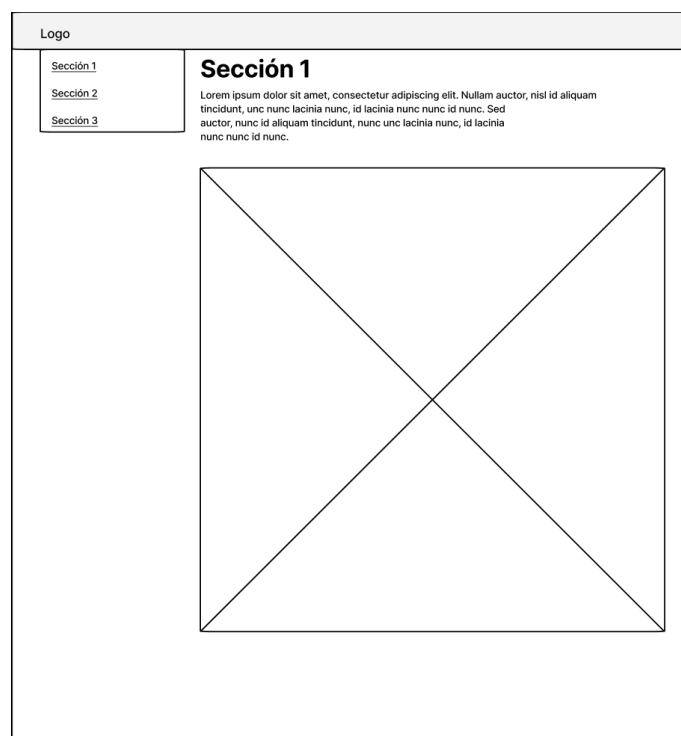 Logo
Sección 1
Sección 2
Sección 3
Sección 1
Lorem ipsum dolor sit amet, consectetur adipiscing elit. Nullam auctor, nisl id aliquam
tincidunt, unc nunc lacinia nunc, id lacinia nunc nunc id nunc. Sed
auctor, nunc id aliquam tincidunt, nunc unc lacinia nunc, id lacinia
nunc nunc id nunc.